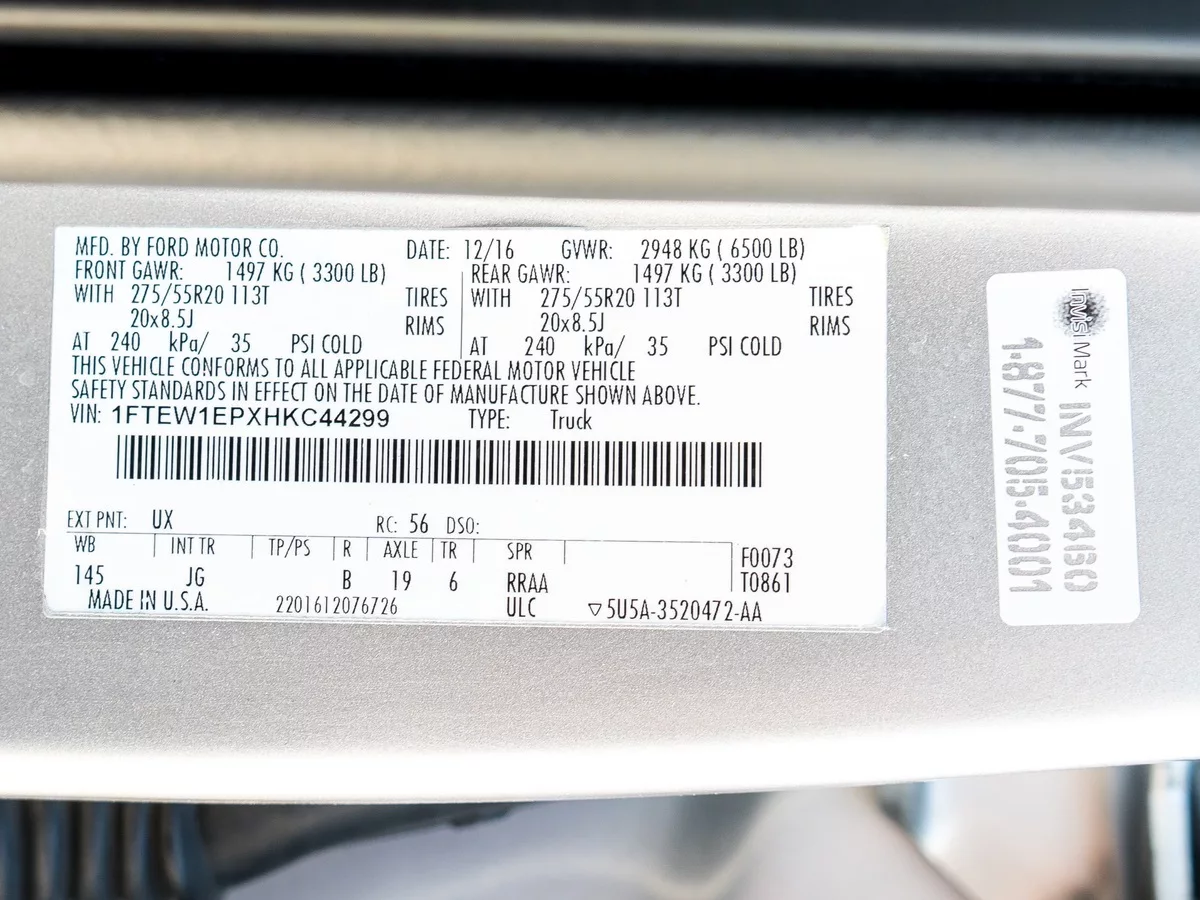 MFD. BY FORD MOTOR CO. DATE: 12/16 GVWR: 2948 KG ( 6500 LB)
FRONT GAWR: 1497 KG ( 3300 LB) REAR GAWR: 1497 KG ( 3300 LB)
WITH 275/55R20 113T TIRES WITH 275/55R20 113T TIRES
20x8.5J RIMS 20x8.5J RIMS
AT 240 kPa/ 35 PSI COLD AT 240 kPa/ 35 PSI COLD
THIS VEHICLE CONFORMS TO ALL APPLICABLE FEDERAL MOTOR VEHICLE
SAFETY STANDARDS IN EFFECT ON THE DATE OF MANUFACTURE SHOWN ABOVE.
VIN: 1FTEW1EPXHKC44299 TYPE: Truck
EXT PNT: UX RC: 56 DSO:
WB INT TR TP/PS R AXLE TR SPR F0073
145 JG B 19 6 RRAA T0861
MADE IN U.S.A. 2201612076726 ULC ▽5U5A-3520472-AA
InVisiMark INV53460
1-877-705-4001